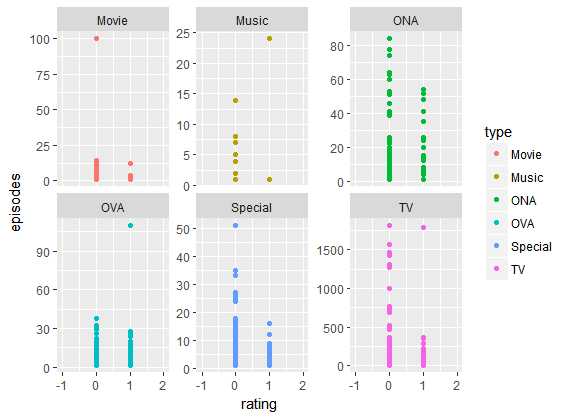 Movie Music ONA
100
75
50
25
0
25
20
15
10
5
0
80
60
40
20
0
episodes
OVA Special TV
90
60
30
0
50
40
30
20
10
0
1500
1000
500
0
-1 0 1 2 -1 0 1 2 -1 0 1 2
rating
type
Movie
Music
ONA
OVA
Special
TV